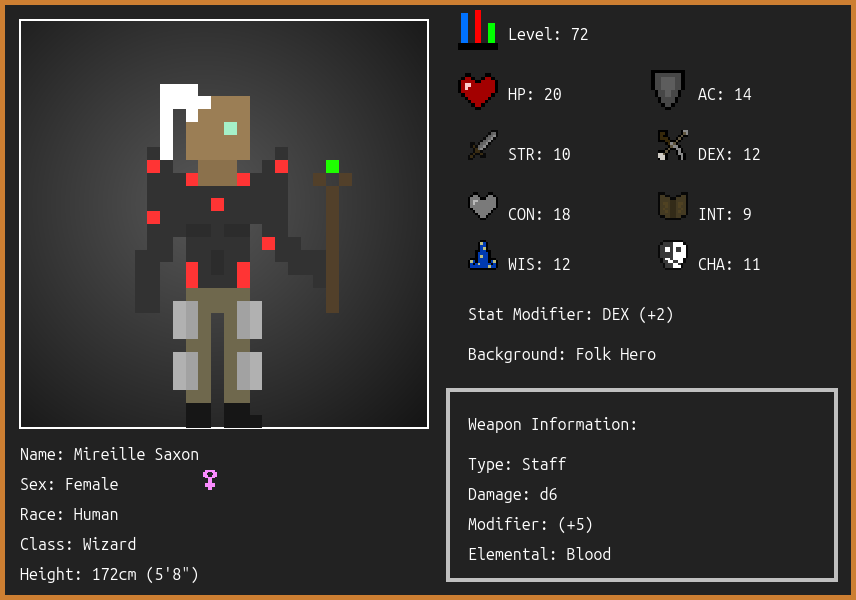 Level: 72
HP: 20
AC: 14
STR: 10
DEX: 12
CON: 18
INT: 9
WIS: 12
CHA: 11
Stat Modifier: DEX (+2)
Background: Folk Hero
Weapon Information:
Type: Staff
Damage: d6
Modifier: (+5)
Elemental: Blood
Name: Mireille Saxon
Sex: Female
Race: Human
Class: Wizard
Height: 172cm (5'8")